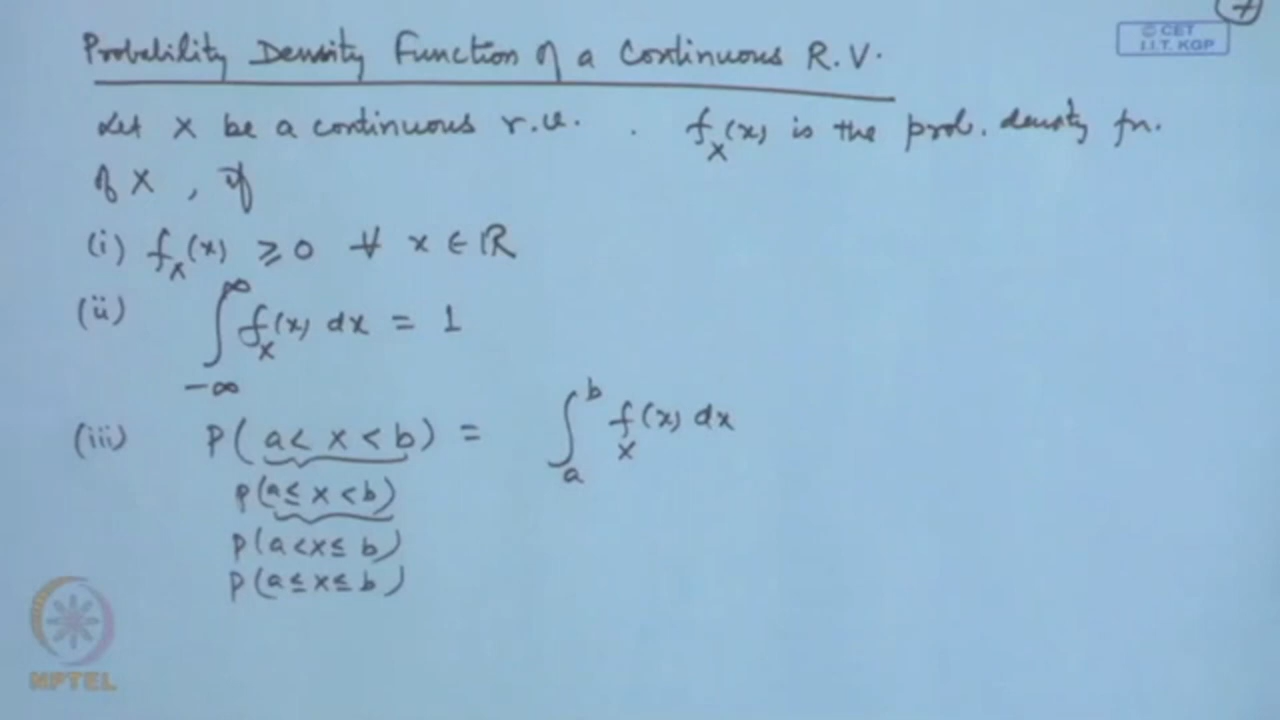 7
© CET
I.I.T. KGP
Probability Density Function of a Continuous R.V.
Let X be a continuous r.v. . f_X(x) is the prob. density fn.
of X, if
(i) f_X(x) ≥ 0 ∀ x ∈ ℝ
(ii) ∫_{-∞}^{∞} f_X(x) dx = 1
(iii) P(a < X < b) = ∫_a^b f_X(x) dx
P(a ≤ X < b)
P(a < X ≤ b)
P(a ≤ X ≤ b)
NPTEL